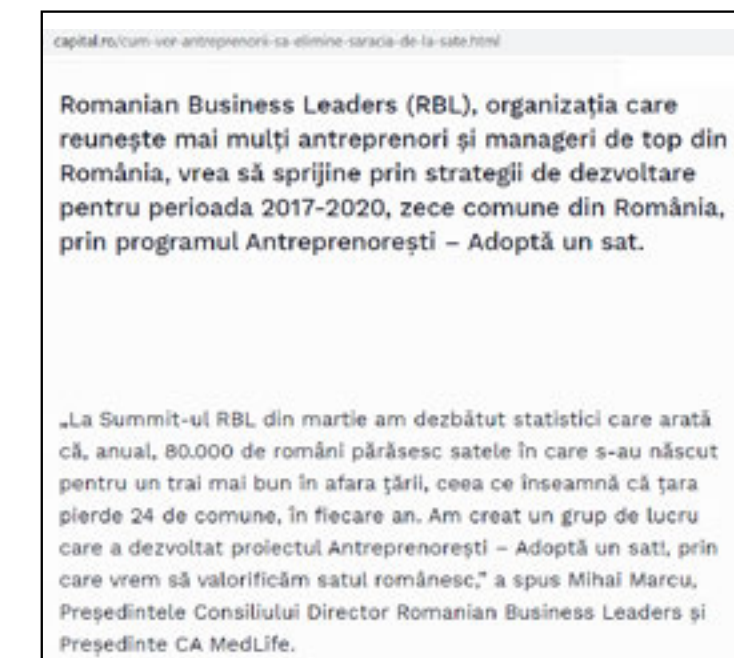 capital.ro/cum-vor-antreprenorii-sa-elimine-saracia-de-la-sate.html
Romanian Business Leaders (RBL), organizația care
reunește mai mulți antreprenori și manageri de top din
România, vrea să sprijine prin strategii de dezvoltare
pentru perioada 2017-2020, zece comune din România,
prin programul Antreprenorești – Adoptă un sat.
„La Summit-ul RBL din martie am dezbătut statistici care arată
că, anual, 80.000 de români părăsesc satele în care s-au născut
pentru un trai mai bun în afara țării, ceea ce înseamnă că țara
pierde 24 de comune, în fiecare an. Am creat un grup de lucru
care a dezvoltat proiectul Antreprenorești – Adoptă un sat!, prin
care vrem să valorificăm satul românesc,” a spus Mihai Marcu,
Președintele Consiliului Director Romanian Business Leaders și
Președinte CA MedLife.